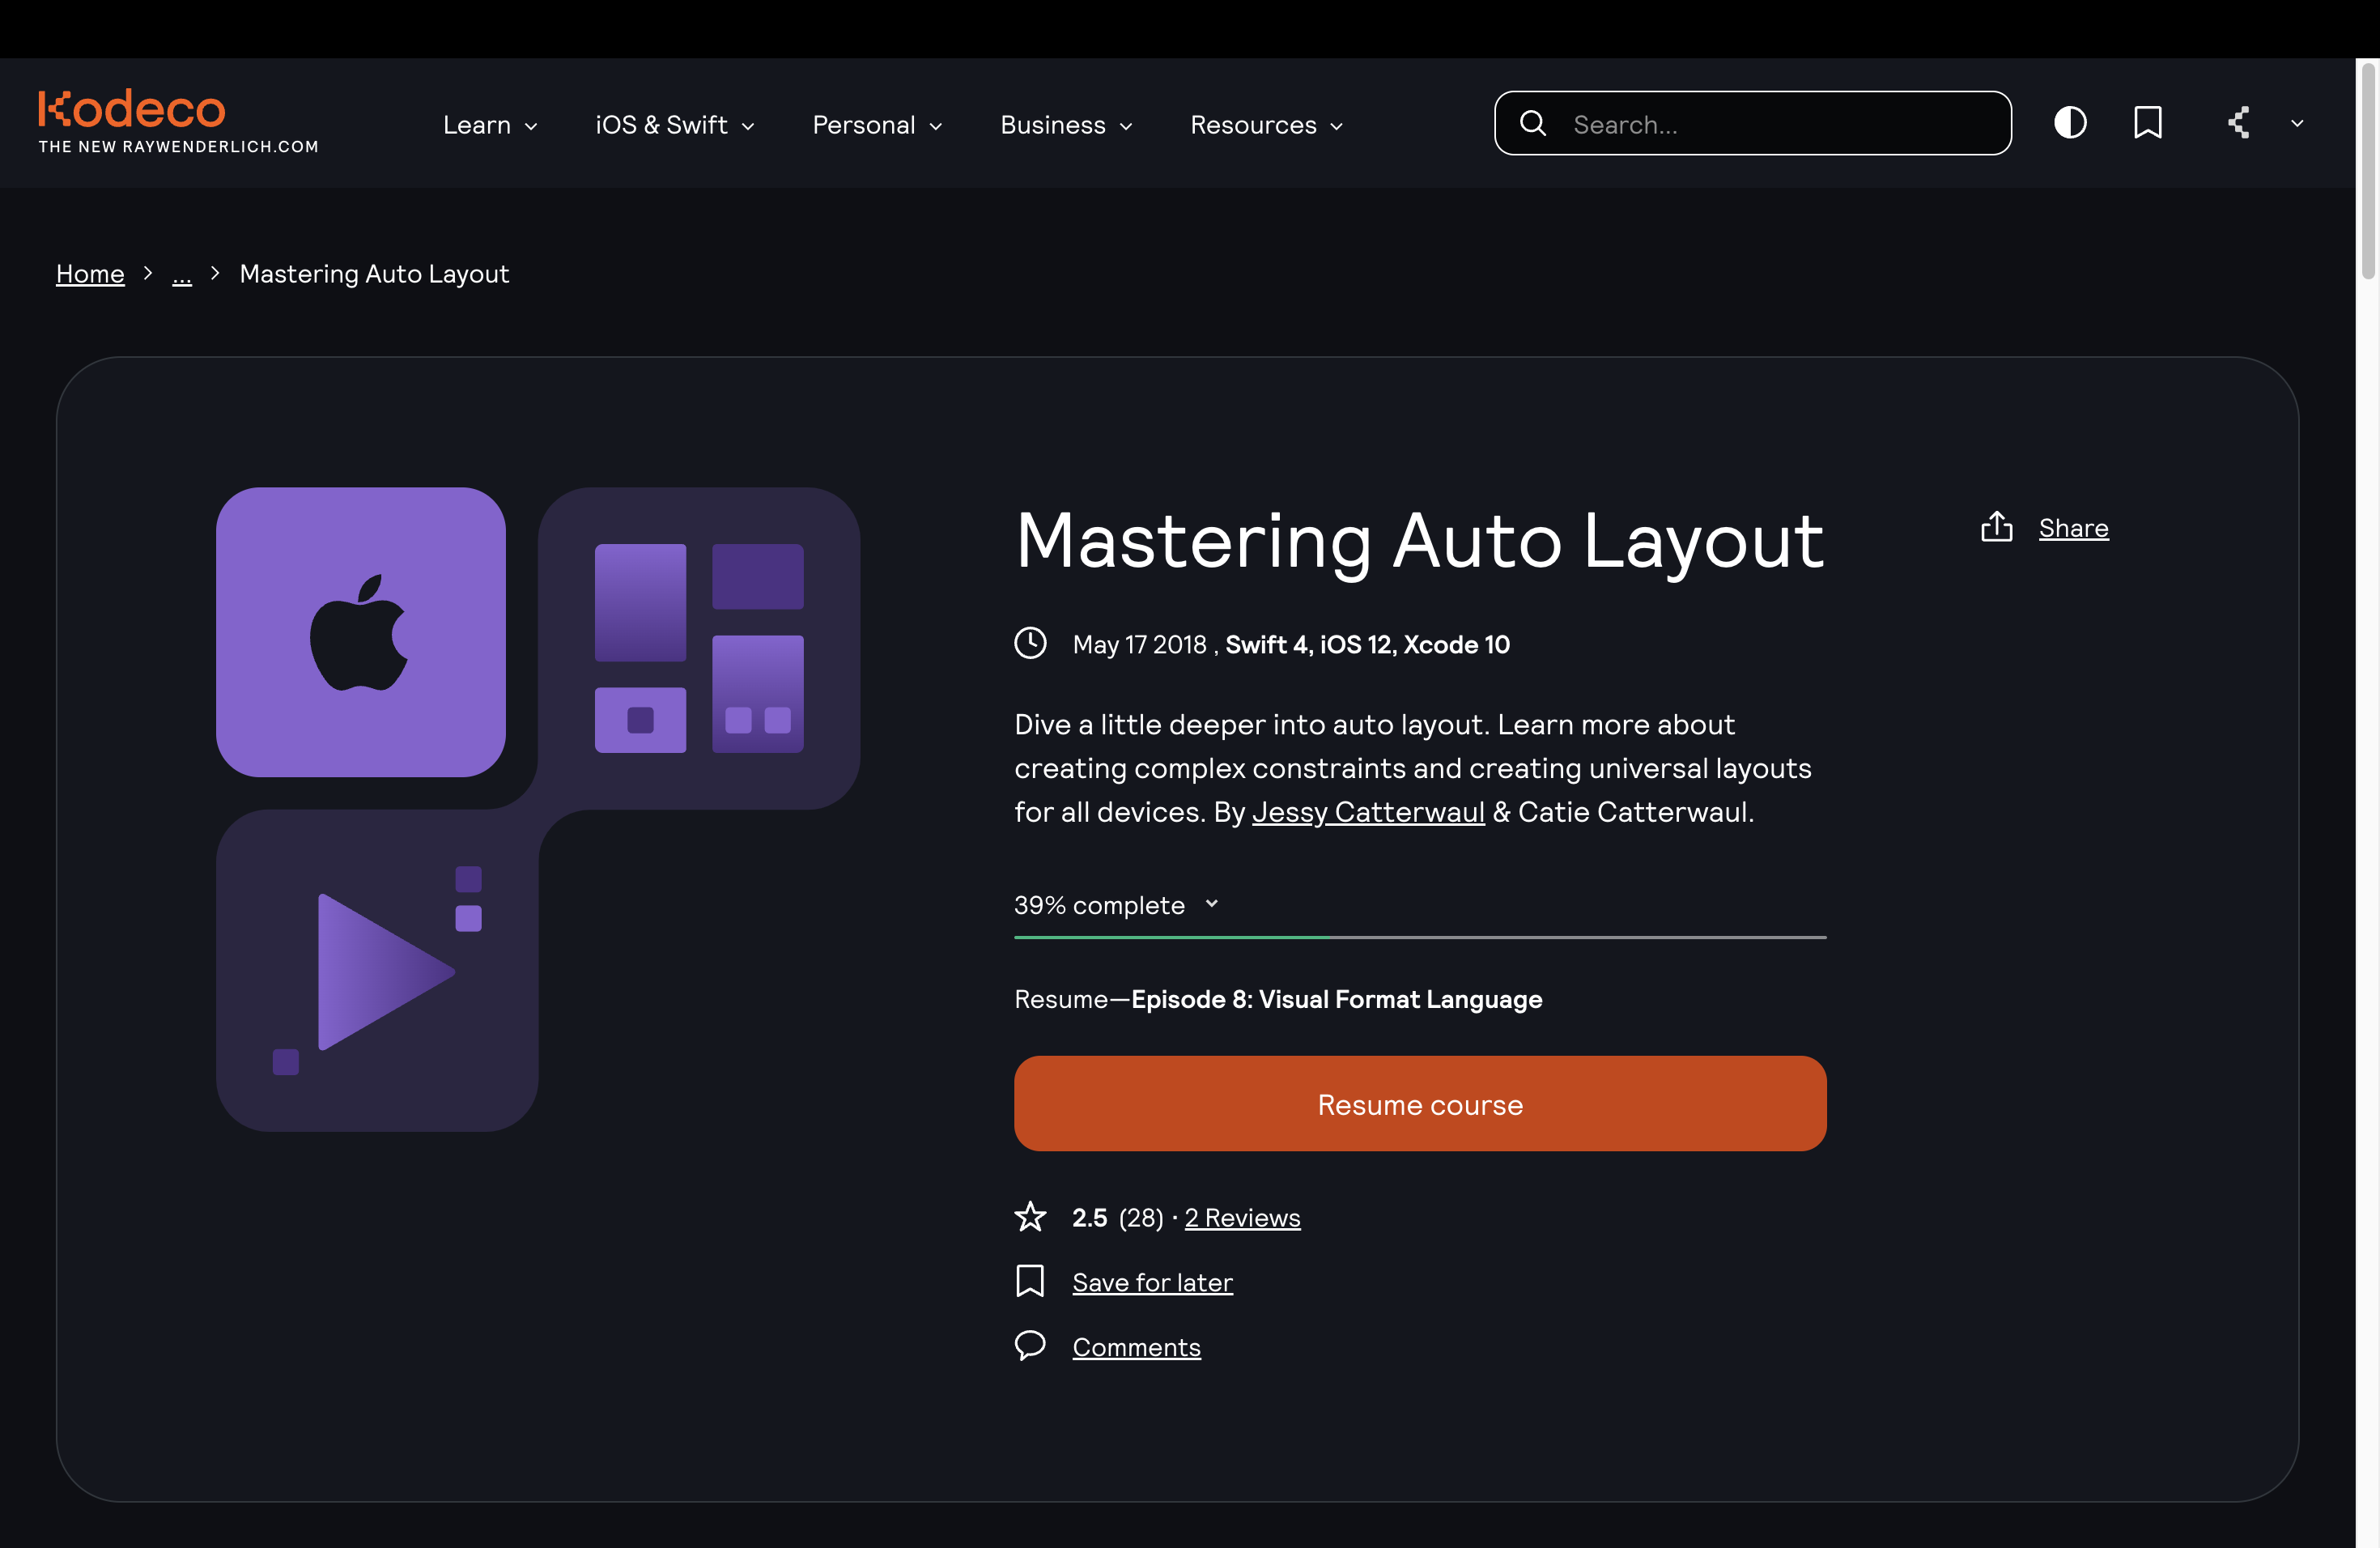 Kodeco
THE NEW RAYWENDERLICH.COM
Learn
iOS & Swift
Personal
Business
Resources
Search...
Home > ... > Mastering Auto Layout
Mastering Auto Layout
Share
May 17 2018 , Swift 4, iOS 12, Xcode 10
Dive a little deeper into auto layout. Learn more about
creating complex constraints and creating universal layouts
for all devices. By Jessy Catterwaul & Catie Catterwaul.
39% complete
Resume—Episode 8: Visual Format Language
Resume course
2.5 (28) · 2 Reviews
Save for later
Comments